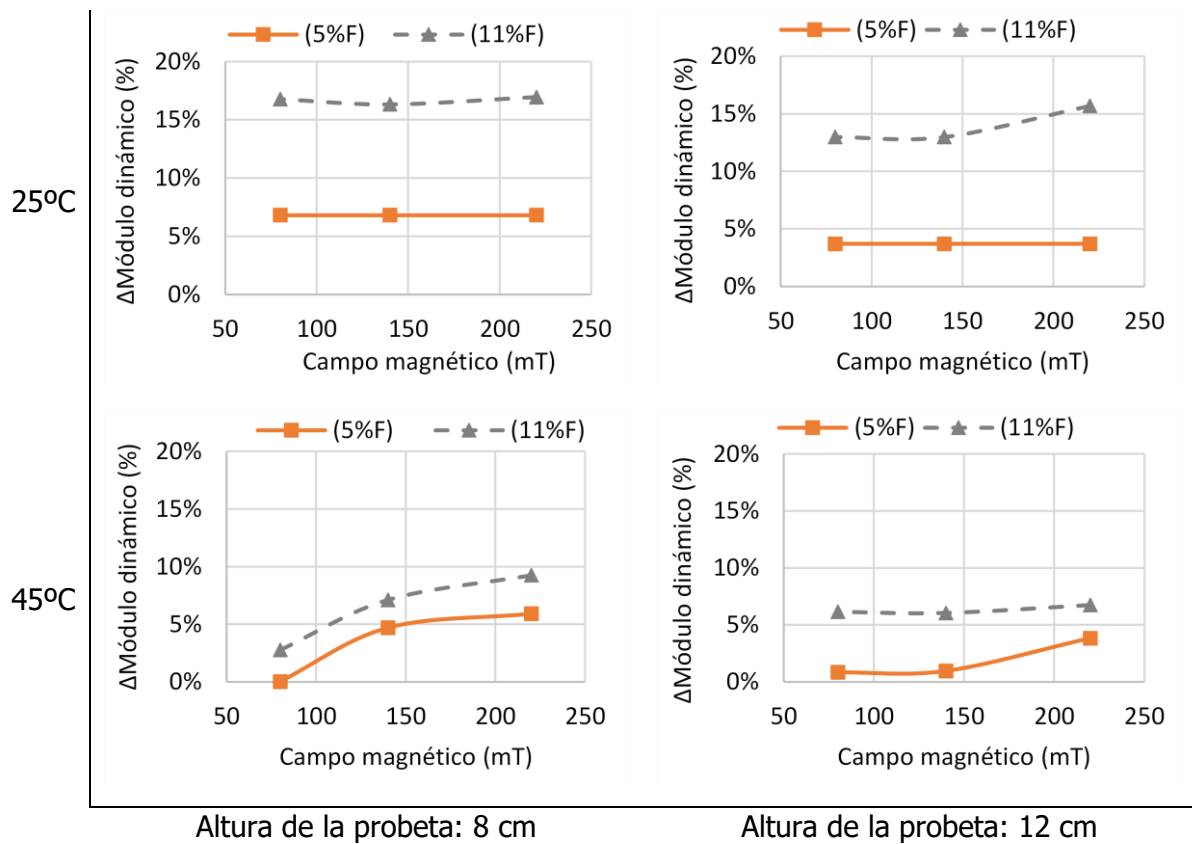 (5%F) (11%F)
20%
15%
10%
5%
0%
50 100 150 200 250
Campo magnético (mT)
ΔMódulo dinámico (%)
(5%F) (11%F)
20%
15%
10%
5%
0%
50 100 150 200 250
Campo magnético (mT)
ΔMódulo dinámico (%)
25ºC
(5%F) (11%F)
20%
15%
10%
5%
0%
50 100 150 200 250
Campo magnético (mT)
ΔMódulo dinámico (%)
(5%F) (11%F)
20%
15%
10%
5%
0%
50 100 150 200 250
Campo magnético (mT)
ΔMódulo dinámico (%)
45ºC
Altura de la probeta: 8 cm
Altura de la probeta: 12 cm